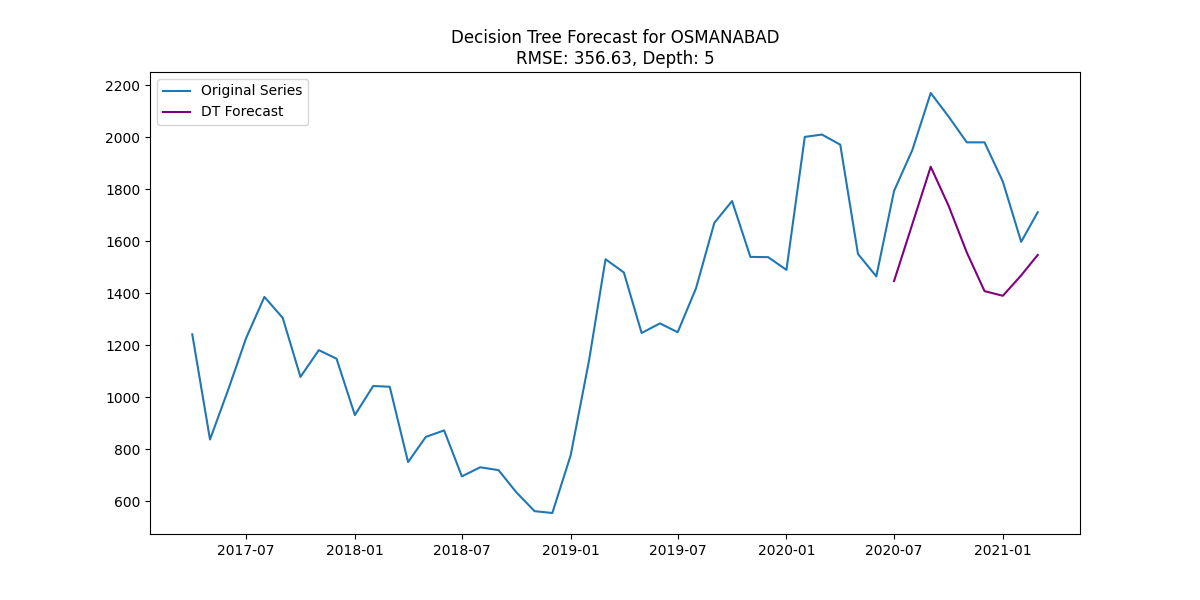 Decision Tree Forecast for OSMANABAD
RMSE: 356.63, Depth: 5
Original Series
DT Forecast
2200
2000
1800
1600
1400
1200
1000
800
600
2017-07 2018-01 2018-07 2019-01 2019-07 2020-01 2020-07 2021-01